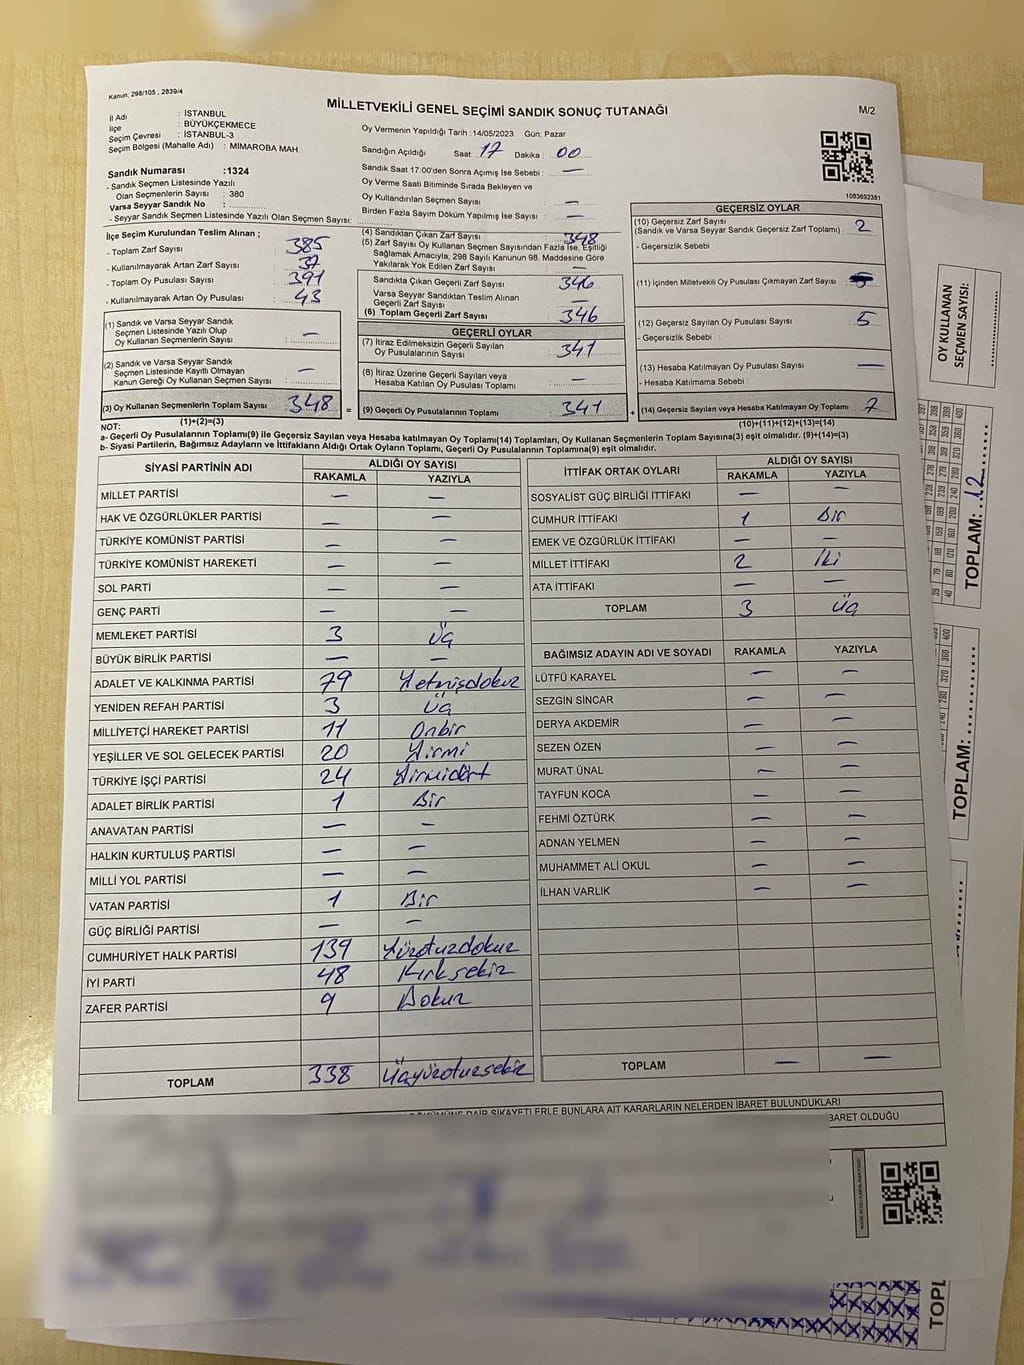 Kanun: 298/105 , 2839/4
MİLLETVEKİLİ GENEL SEÇİMİ SANDIK SONUÇ TUTANAĞI
M/2
İl Adı : İSTANBUL
İlçe : BÜYÜKÇEKMECE
Seçim Çevresi : İSTANBUL-3
Seçim Bölgesi (Mahalle Adı) : MİMAROBA MAH.
Oy Vermenin Yapıldığı Tarih : 14/05/2023 Gün: Pazar
Sandığın Açıldığı Saat: 17 Dakika : 00
Sandık Saat 17:00'den Sonra Açımış İse Sebebi : —
Oy Verme Saati Bitiminde Sırada Bekleyen ve
Oy Kullandırılan Seçmen Sayısı : —
Birden Fazla Sayım Döküm Yapılmış İse Sayısı : —
1083692381
Sandık Numarası :1324
- Sandık Seçmen Listesinde Yazılı
Olan Seçmenlerin Sayısı : 380
Varsa Seyyar Sandık No :
- Seyyar Sandık Seçmen Listesinde Yazılı Olan Seçmen Sayısı:
İlçe Seçim Kurulundan Teslim Alınan ;
- Toplam Zarf Sayısı : 385
- Kullanılmayarak Artan Zarf Sayısı : 37
- Toplam Oy Pusulası Sayısı : 391
- Kullanılmayarak Artan Oy Pusulası : 43
(1) Sandık ve Varsa Seyyar Sandık
Seçmen Listesinde Yazılı Olup
Oy Kullanan Seçmenlerin Sayısı : —
(2) Sandık ve Varsa Seyyar Sandık
Seçmen Listesinde Kayıtlı Olmayan
Kanun Gereği Oy Kullanan Seçmen Sayısı : —
(3) Oy Kullanan Seçmenlerin Toplam Sayısı : 348 =
(1)+(2)=(3)
(4) Sandıktan Çıkan Zarf Sayısı : 348
(5) Zarf Sayısı Oy Kullanan Seçmen Sayısından Fazla İse, Eşitliği
Sağlamak Amacıyla; 298 Sayılı Kanunun 98. Maddesine Göre
Yakılarak Yok Edilen Zarf Sayısı : —
Sandıkta Çıkan Geçerli Zarf Sayısı : 346
Varsa Seyyar Sandıktan Teslim Alınan
Geçerli Zarf Sayısı : —
(6) Toplam Geçerli Zarf Sayısı : 346
GEÇERLİ OYLAR
(7) İtiraz Edilmeksizin Geçerli Sayılan
Oy Pusulalarının Sayısı : 341
(8) İtiraz Üzerine Geçerli Sayılan veya
Hesaba Katılan Oy Pusulası Toplamı : —
(9) Geçerli Oy Pusulalarının Toplamı : 341 +
GEÇERSİZ OYLAR
(10) Geçersiz Zarf Sayısı
(Sandık ve Varsa Seyyar Sandık Geçersiz Zarf Toplamı) : 2
- Geçersizlik Sebebi :
(11) İçinden Milletvekili Oy Pusulası Çıkmayan Zarf Sayısı :
(12) Geçersiz Sayılan Oy Pusulası Sayısı : 5
- Geçersizlik Sebebi :
(13) Hesaba Katılmayan Oy Pusulası Sayısı : —
- Hesaba Katılmama Sebebi :
(14) Geçersiz Sayılan veya Hesaba Katılmayan Oy Toplamı : 7
(10)+(11)+(12)+(13)=(14)
NOT:
a- Geçerli Oy Pusulalarının Toplamı(9) ile Geçersiz Sayılan veya Hesaba katılmayan Oy Toplamı(14) Toplamları, Oy Kullanan Seçmenlerin Toplam Sayısına(3) eşit olmalıdır. (9)+(14)=(3)
b- Siyasi Partilerin, Bağımsız Adayların ve İttifakların Aldığı Ortak Oyların Toplamı, Geçerli Oy Pusulalarının Toplamına(9) eşit olmalıdır.
SİYASİ PARTİNİN ADI ALDIĞI OY SAYISI
RAKAMLA YAZIYLA
MİLLET PARTİSİ — —
HAK VE ÖZGÜRLÜKLER PARTİSİ — —
TÜRKİYE KOMÜNİST PARTİSİ — —
TÜRKİYE KOMÜNİST HAREKETİ — —
SOL PARTİ — —
GENÇ PARTİ — —
MEMLEKET PARTİSİ 3 Üç
BÜYÜK BİRLİK PARTİSİ — —
ADALET VE KALKINMA PARTİSİ 79 Yetmişdokuz
YENİDEN REFAH PARTİSİ 3 Üç
MİLLİYETÇİ HAREKET PARTİSİ 11 Onbir
YEŞİLLER VE SOL GELECEK PARTİSİ 20 Yirmi
TÜRKİYE İŞÇİ PARTİSİ 24 Yirmidört
ADALET BİRLİK PARTİSİ 1 Bir
ANAVATAN PARTİSİ — —
HALKIN KURTULUŞ PARTİSİ — —
MİLLİ YOL PARTİSİ — —
VATAN PARTİSİ 1 Bir
GÜÇ BİRLİĞİ PARTİSİ — —
CUMHURİYET HALK PARTİSİ 139 Yüzotuzdokuz
İYİ PARTİ 48 Kırksekiz
ZAFER PARTİSİ 9 Dokuz
TOPLAM 338 Üçyüzotuzsekiz
İTTİFAK ORTAK OYLARI ALDIĞI OY SAYISI
RAKAMLA YAZIYLA
SOSYALİST GÜÇ BİRLİĞİ İTTİFAKI — —
CUMHUR İTTİFAKI 1 Bir
EMEK VE ÖZGÜRLÜK İTTİFAKI — —
MİLLET İTTİFAKI 2 İki
ATA İTTİFAKI — —
TOPLAM 3 Üç
BAĞIMSIZ ADAYIN ADI VE SOYADI RAKAMLA YAZIYLA
LÜTFÜ KARAYEL — —
SEZGİN SİNCAR — —
DERYA AKDEMİR — —
SEZEN ÖZEN — —
MURAT ÜNAL — —
TAYFUN KOCA — —
FEHMİ ÖZTÜRK — —
ADNAN YELMEN — —
MUHAMMET ALİ OKUL — —
İLHAN VARLIK — —
TOPLAM — —
DÖKÜMÜNE DAİR ŞİKAYETLERLE BUNLARA AİT KARARLARIN NELERDEN İBARET BULUNDUKLARI
İBARET OLDUĞU
OY KULLANAN
SEÇMEN SAYISI:
TOPLAM: 12
TOPLAM:
TOPL